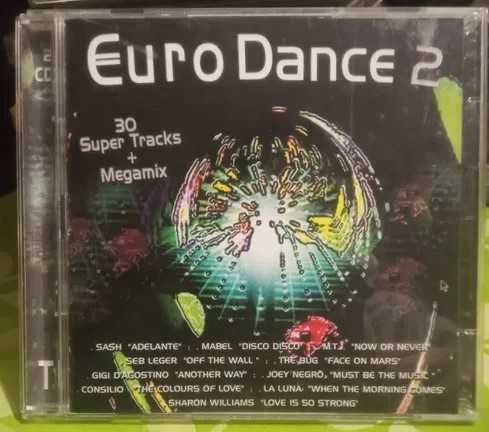 Euro Dance 2
30
Super Tracks
+
Megamix
. SASH "ADELANTE" : . MABEL "DISCO DISCO" : . M.T.J. "NOW OR NEVER"
. SEB LEGER "OFF THE WALL" : . THE BUG "FACE ON MARS"
. GIGI D'AGOSTINO "ANOTHER WAY" : . JOEY NEGRO, "MUST BE THE MUSIC"
. CONSILIO "THE COLOURS OF LOVE" : . LA LUNA "WHEN THE MORNING COMES"
. SHARON WILLIAMS "LOVE IS SO STRONG"